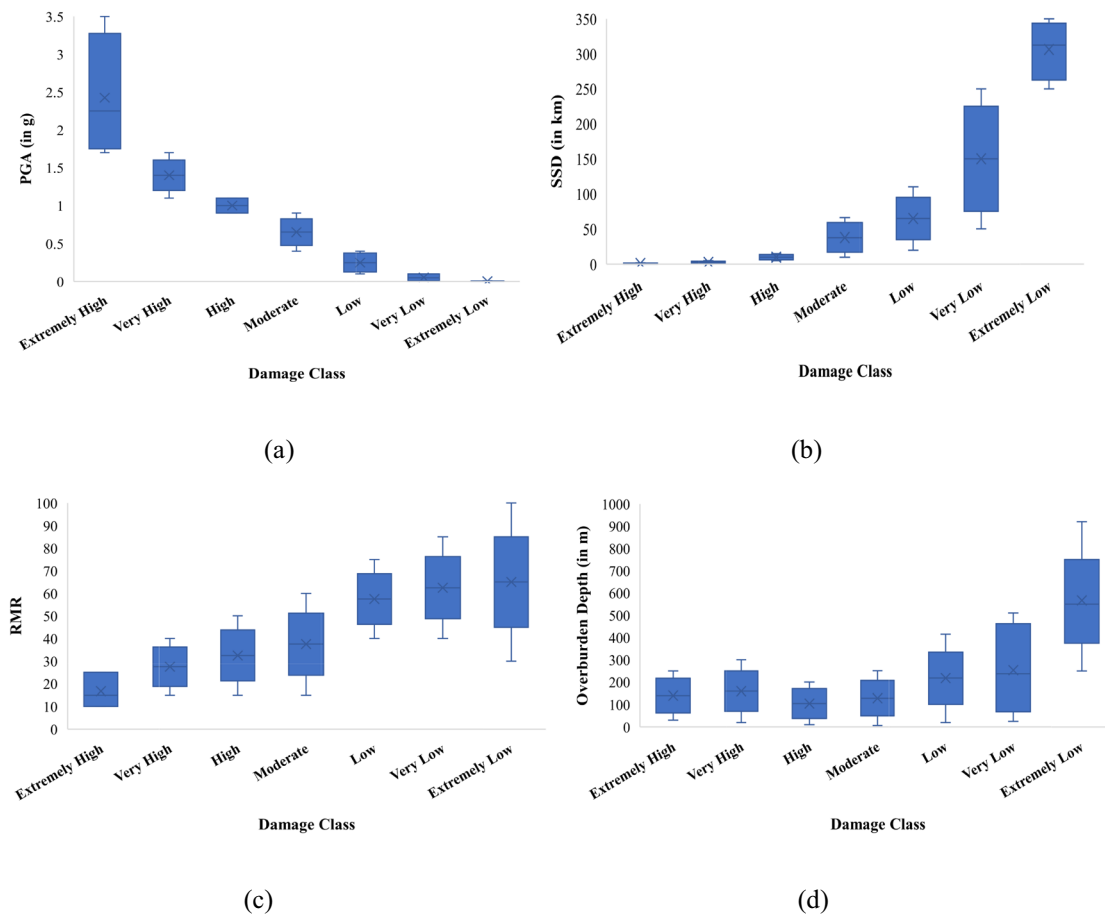 PGA (in g)
3.5
3
2.5
2
1.5
1
0.5
0
Extremely High
Very High
High
Moderate
Low
Very Low
Extremely Low
Damage Class
(a)
SSD (in km)
350
300
250
200
150
100
50
0
Extremely High
Very High
High
Moderate
Low
Very Low
Extremely Low
Damage Class
(b)
RMR
100
90
80
70
60
50
40
30
20
10
0
Extremely High
Very High
High
Moderate
Low
Very Low
Extremely Low
Damage Class
(c)
Overburden Depth (in m)
1000
900
800
700
600
500
400
300
200
100
0
Extremely High
Very High
High
Moderate
Low
Very Low
Extremely Low
Damage Class
(d)